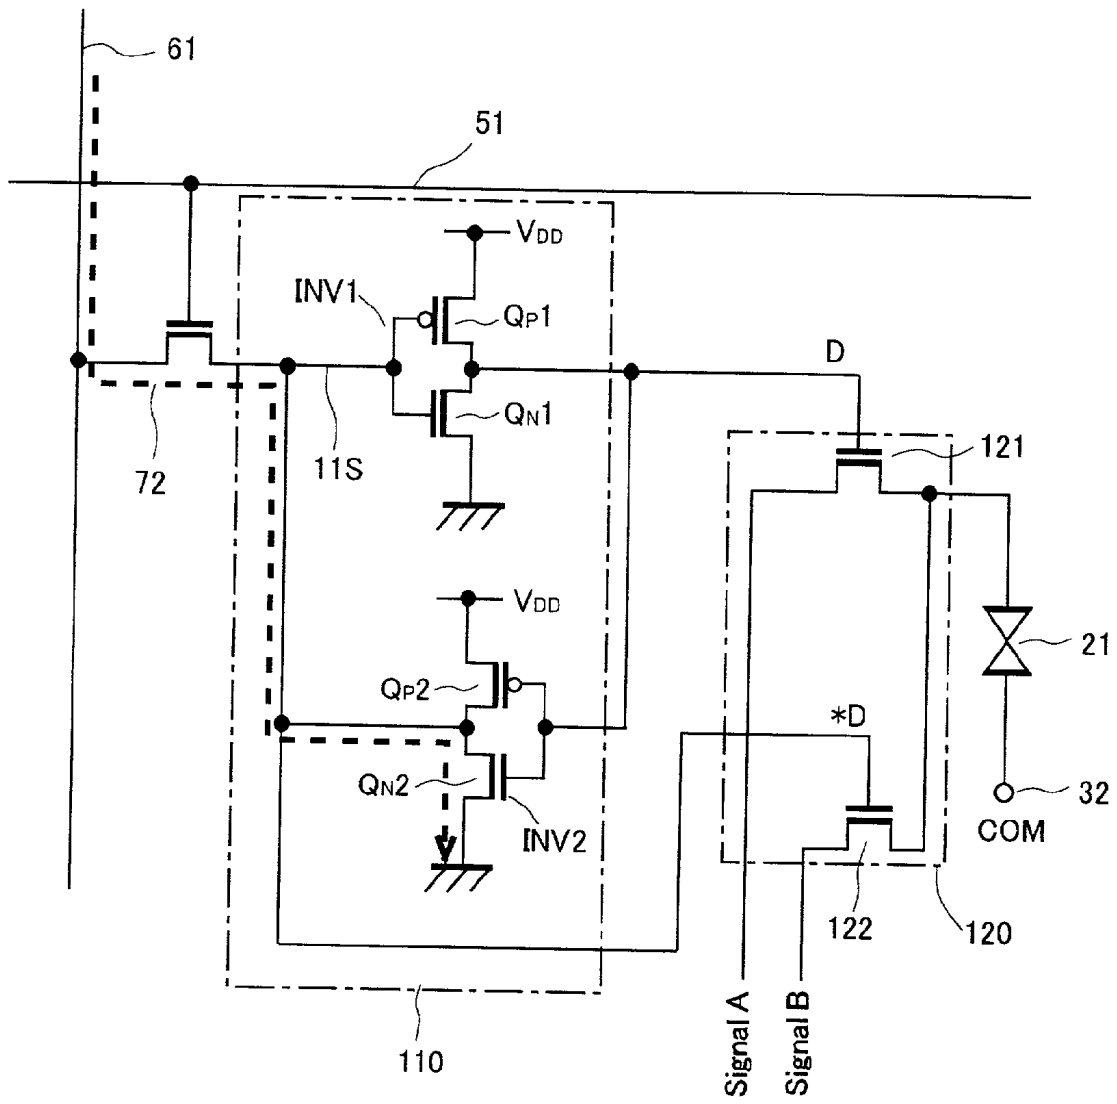 61
51
VDD
INV1
QP1
D
QN1
121
72
11S
VDD
21
QP2
*D
QN2
32
INV2
COM
122
120
110
Signal A
Signal B